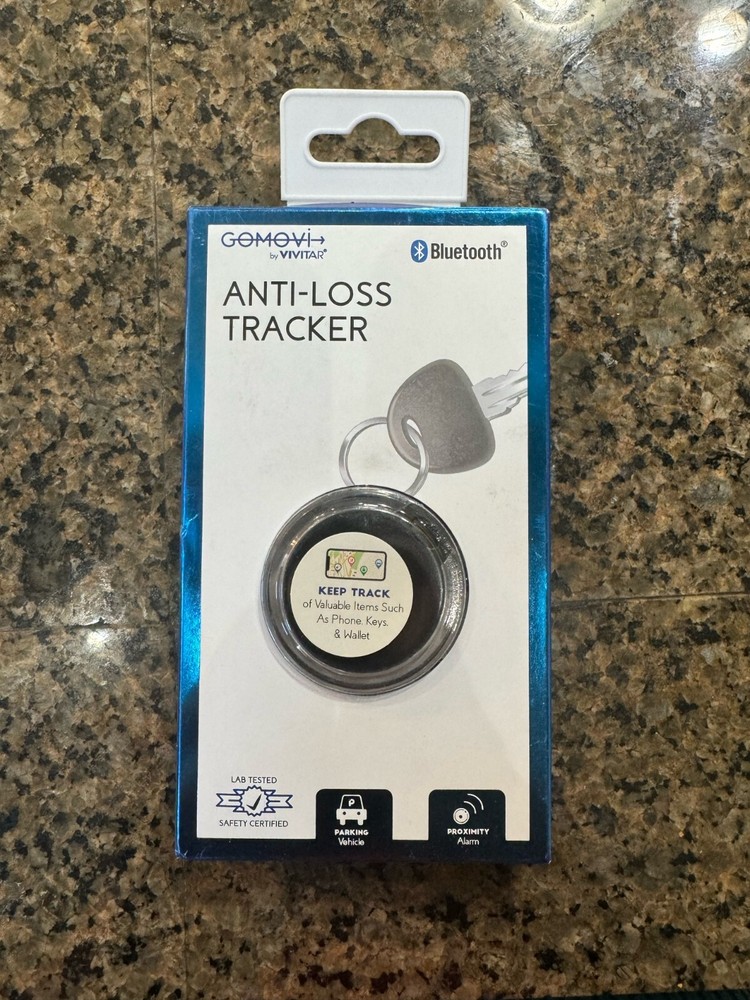 GOMOVi
by VIVITAR®
Bluetooth®
ANTI-LOSS
TRACKER
KEEP TRACK
of Valuable Items Such
As Phone, Keys,
& Wallet
LAB TESTED
SAFETY CERTIFIED
P
PARKING
Vehicle
PROXIMITY
Alarm